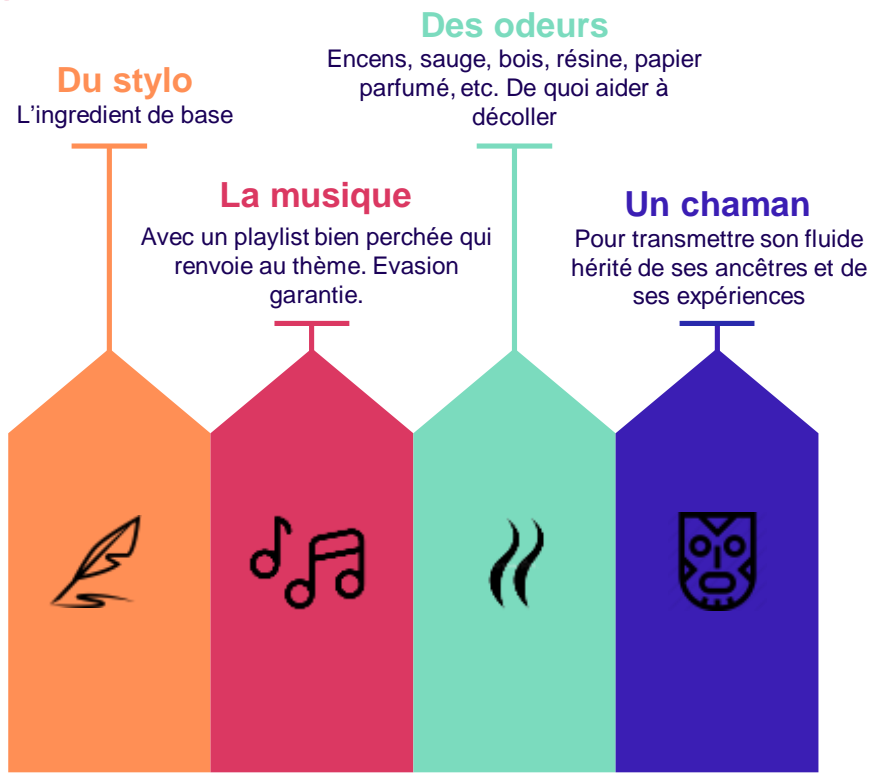 Du stylo
L'ingredient de base
La musique
Avec un playlist bien perchée qui
renvoie au thème. Evasion
garantie.
Des odeurs
Encens, sauge, bois, résine, papier
parfumé, etc. De quoi aider à
décoller
Un chaman
Pour transmettre son fluide
hérité de ses ancêtres et de
ses expériences